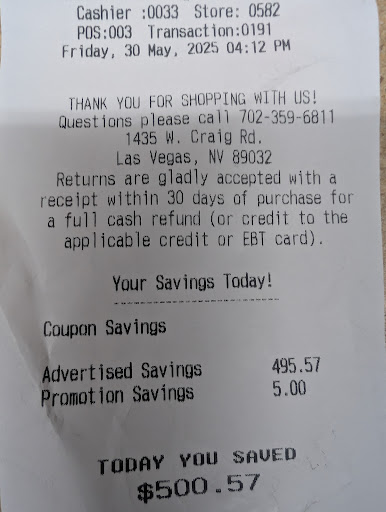 Cashier :0033 Store: 0582
POS:003 Transaction:0191
Friday, 30 May, 2025 04:12 PM
THANK YOU FOR SHOPPING WITH US!
Questions please call 702-359-6811
1435 W. Craig Rd.
Las Vegas, NV 89032
Returns are gladly accepted with a
receipt within 30 days of purchase for
a full cash refund (or credit to the
applicable credit or EBT card).
Your Savings Today!
Coupon Savings
Advertised Savings 495.57
Promotion Savings 5.00
TODAY YOU SAVED
$500.57